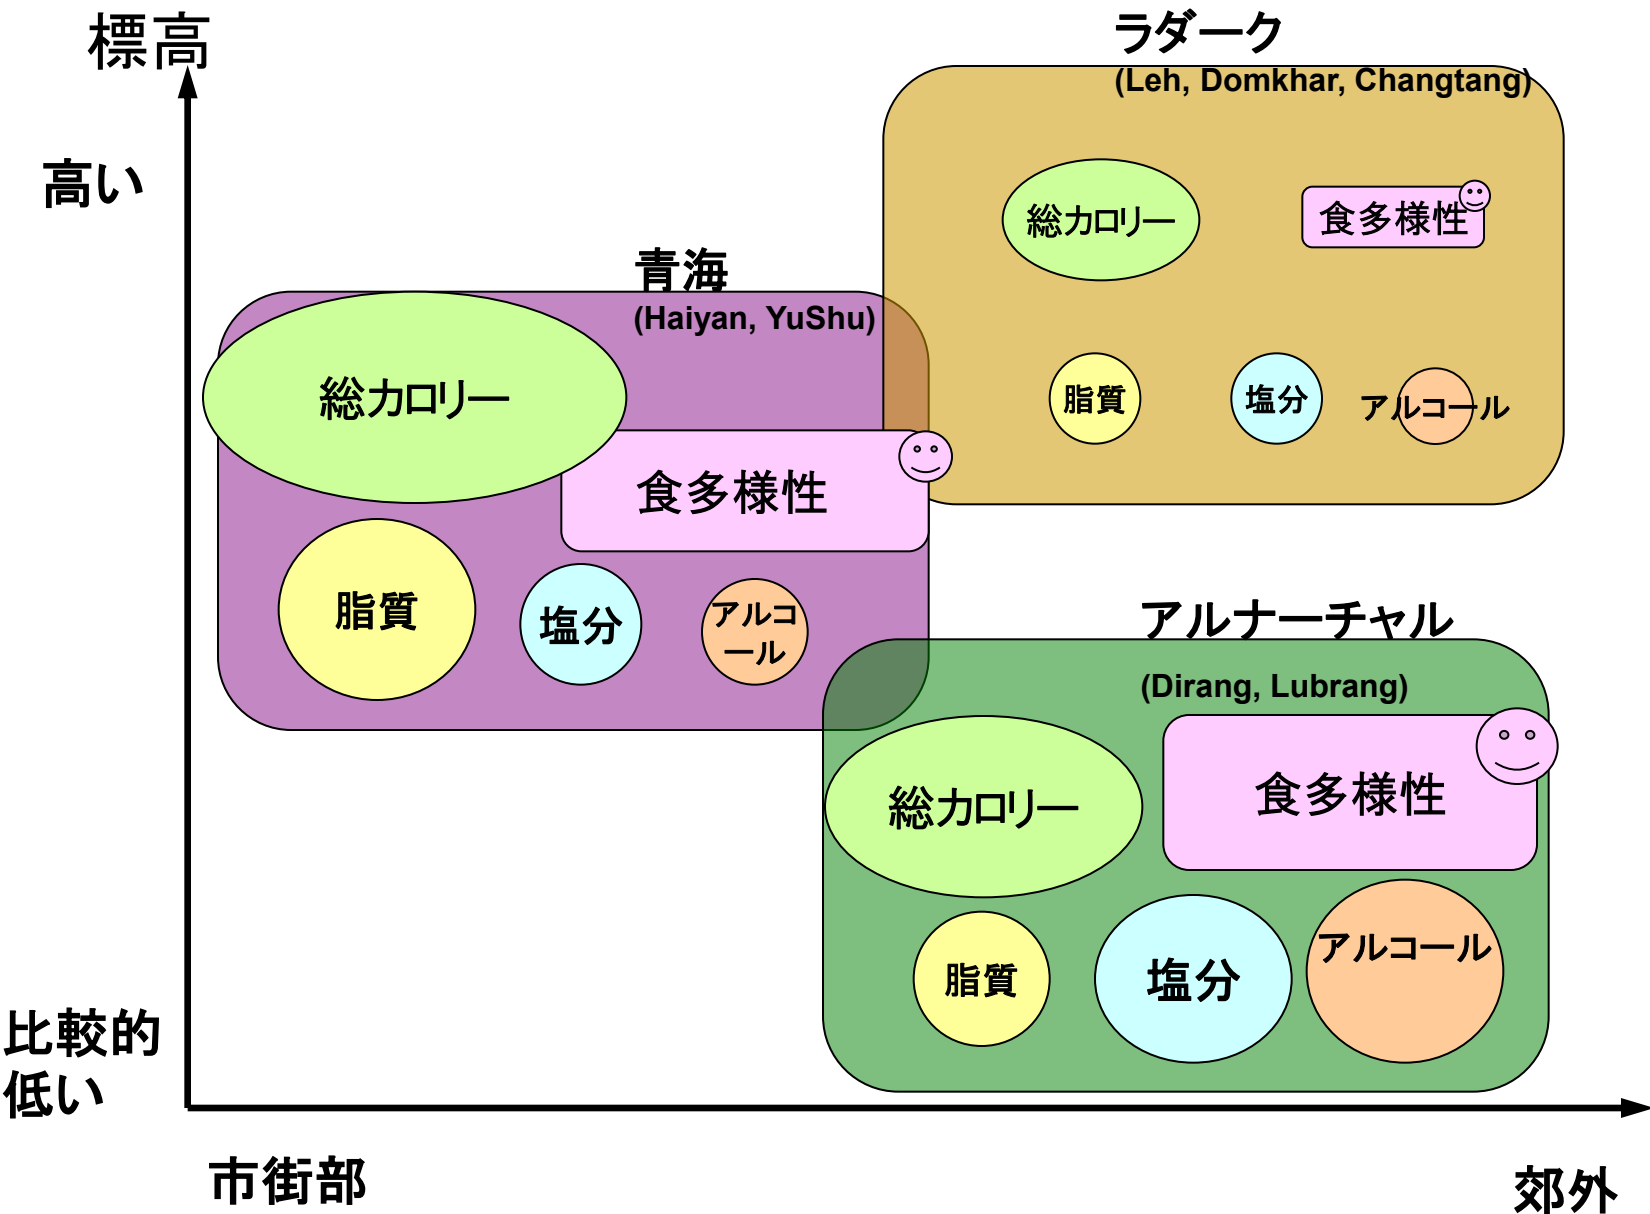 標高
高い
比較的
低い
市街部
郊外
ラダーク
(Leh, Domkhar, Changtang)
総カロリー
食多様性
脂質
塩分
アルコール
青海
(Haiyan, YuShu)
総カロリー
食多様性
脂質
塩分
アルコ
ール
アルナーチャル
(Dirang, Lubrang)
総カロリー
食多様性
脂質
塩分
アルコール